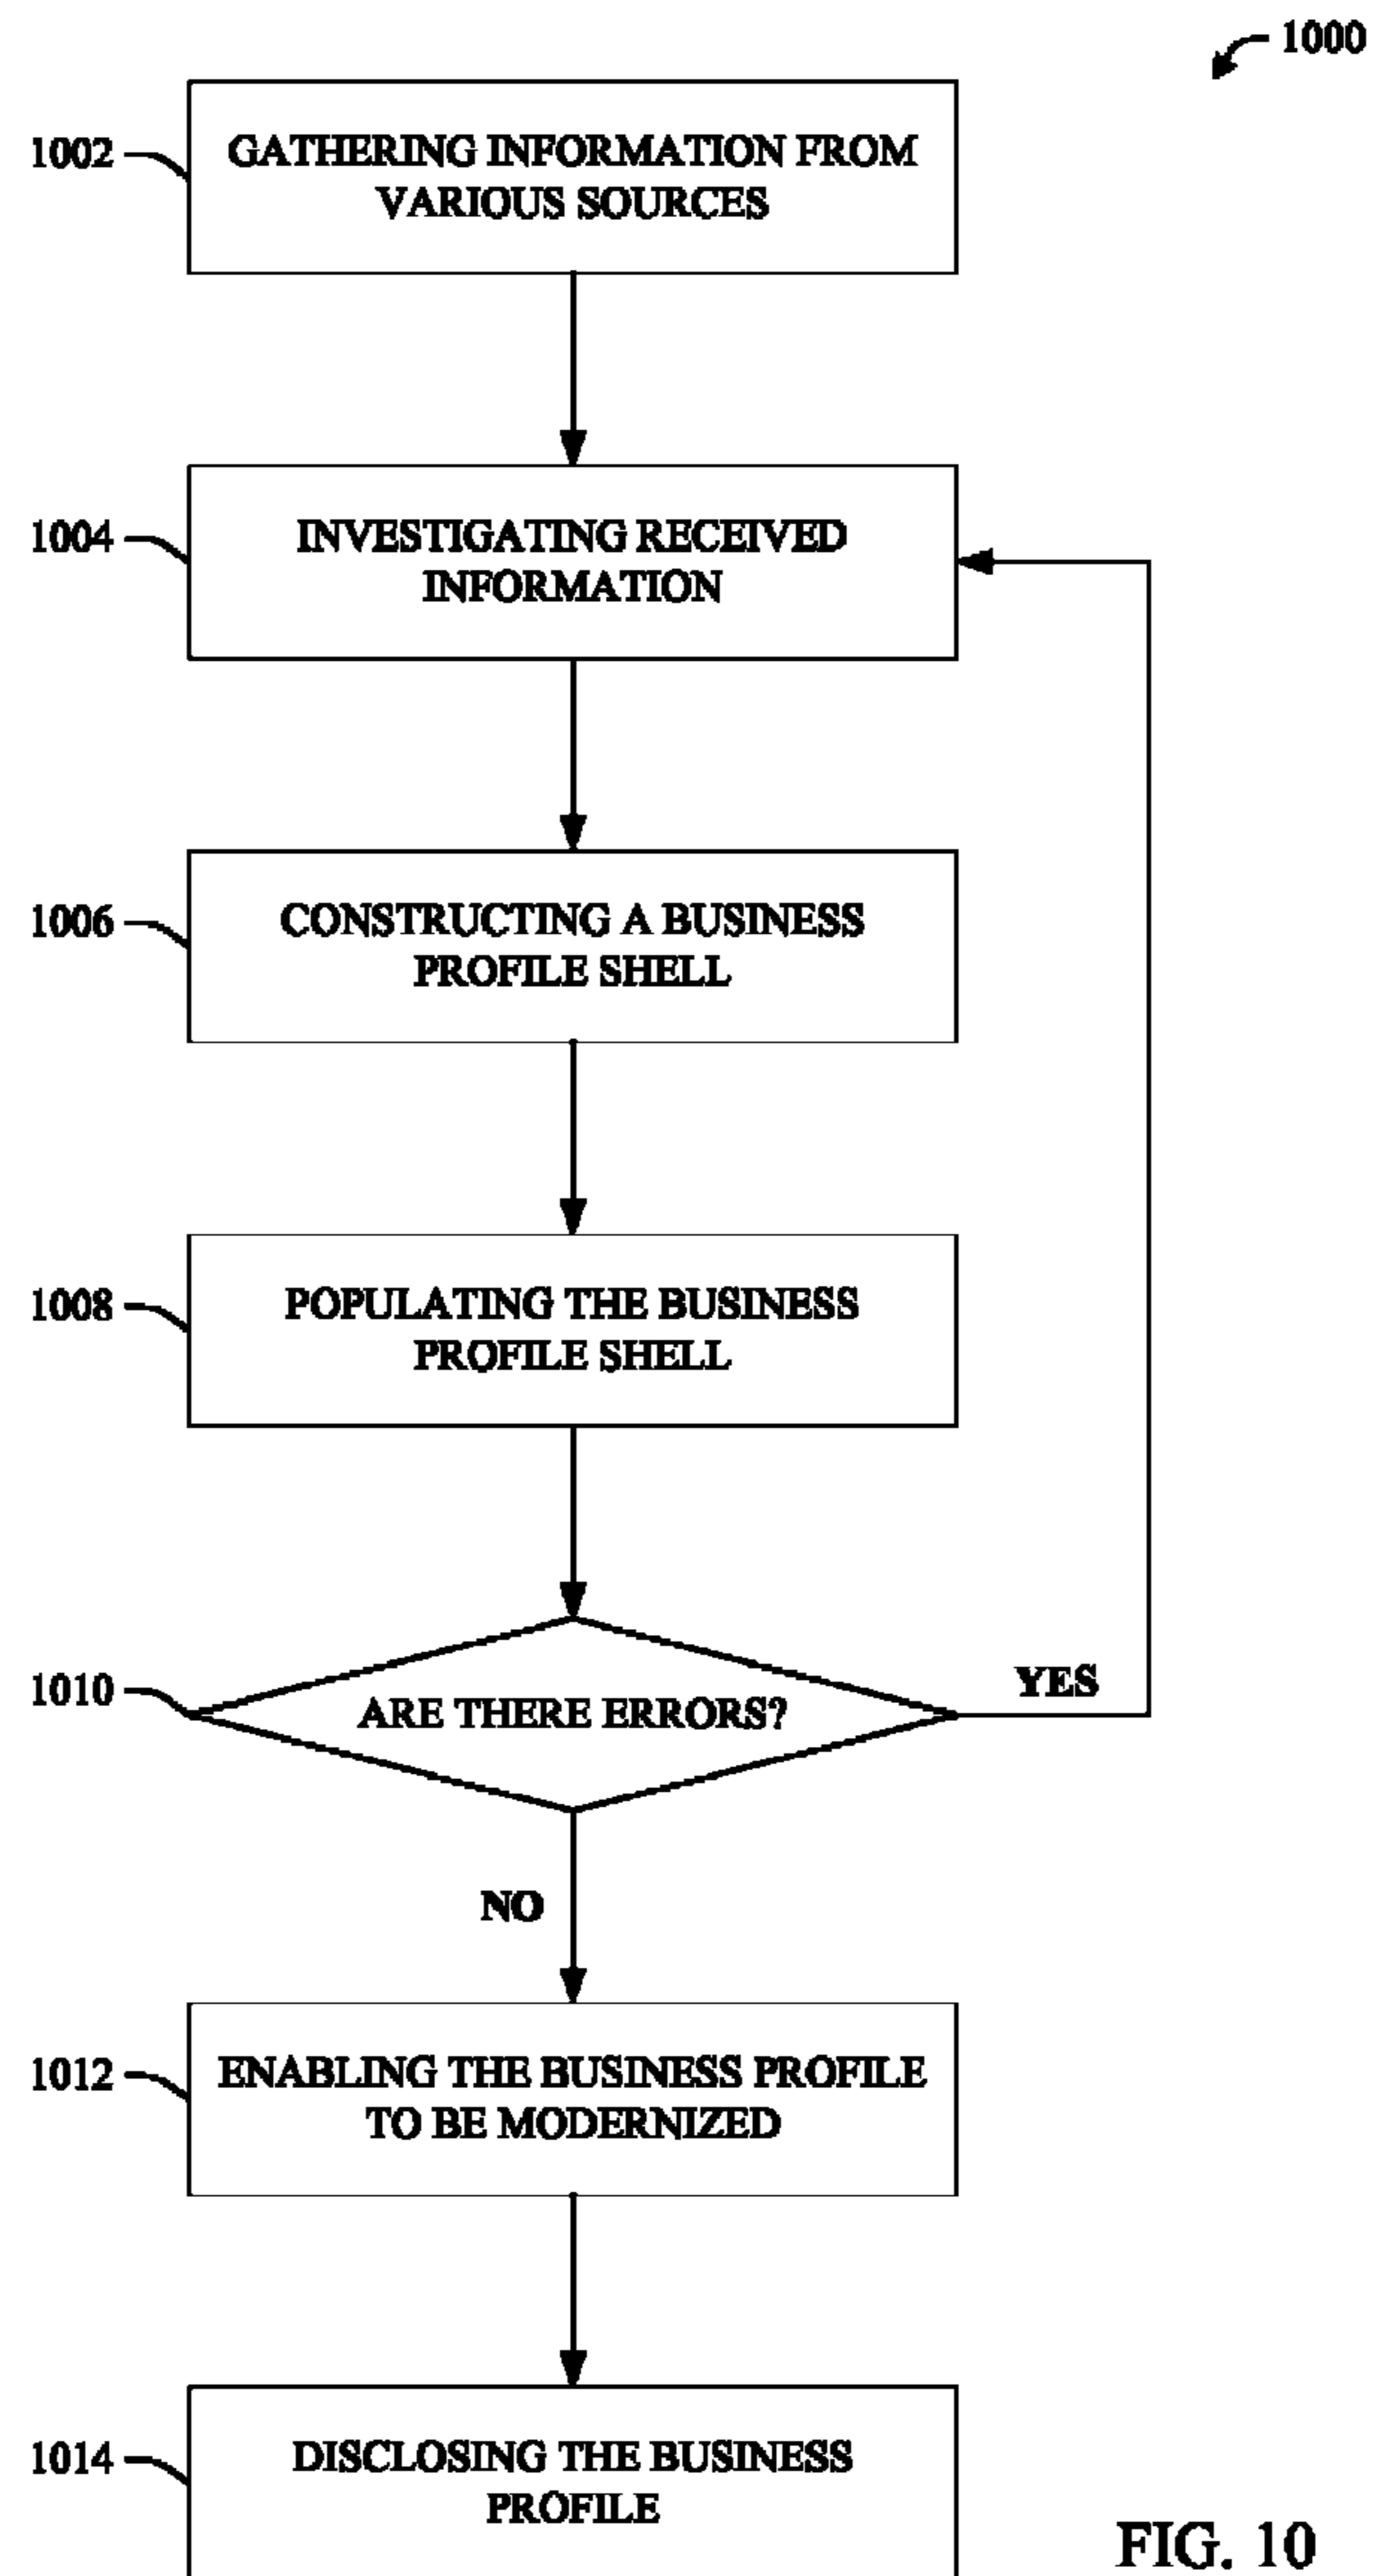 1000
1002
GATHERING INFORMATION FROM
VARIOUS SOURCES
1004
INVESTIGATING RECEIVED
INFORMATION
1006
CONSTRUCTING A BUSINESS
PROFILE SHELL
1008
POPULATING THE BUSINESS
PROFILE SHELL
1010
ARE THERE ERRORS?
YES
NO
1012
ENABLING THE BUSINESS PROFILE
TO BE MODERNIZED
1014
DISCLOSING THE BUSINESS
PROFILE
FIG. 10